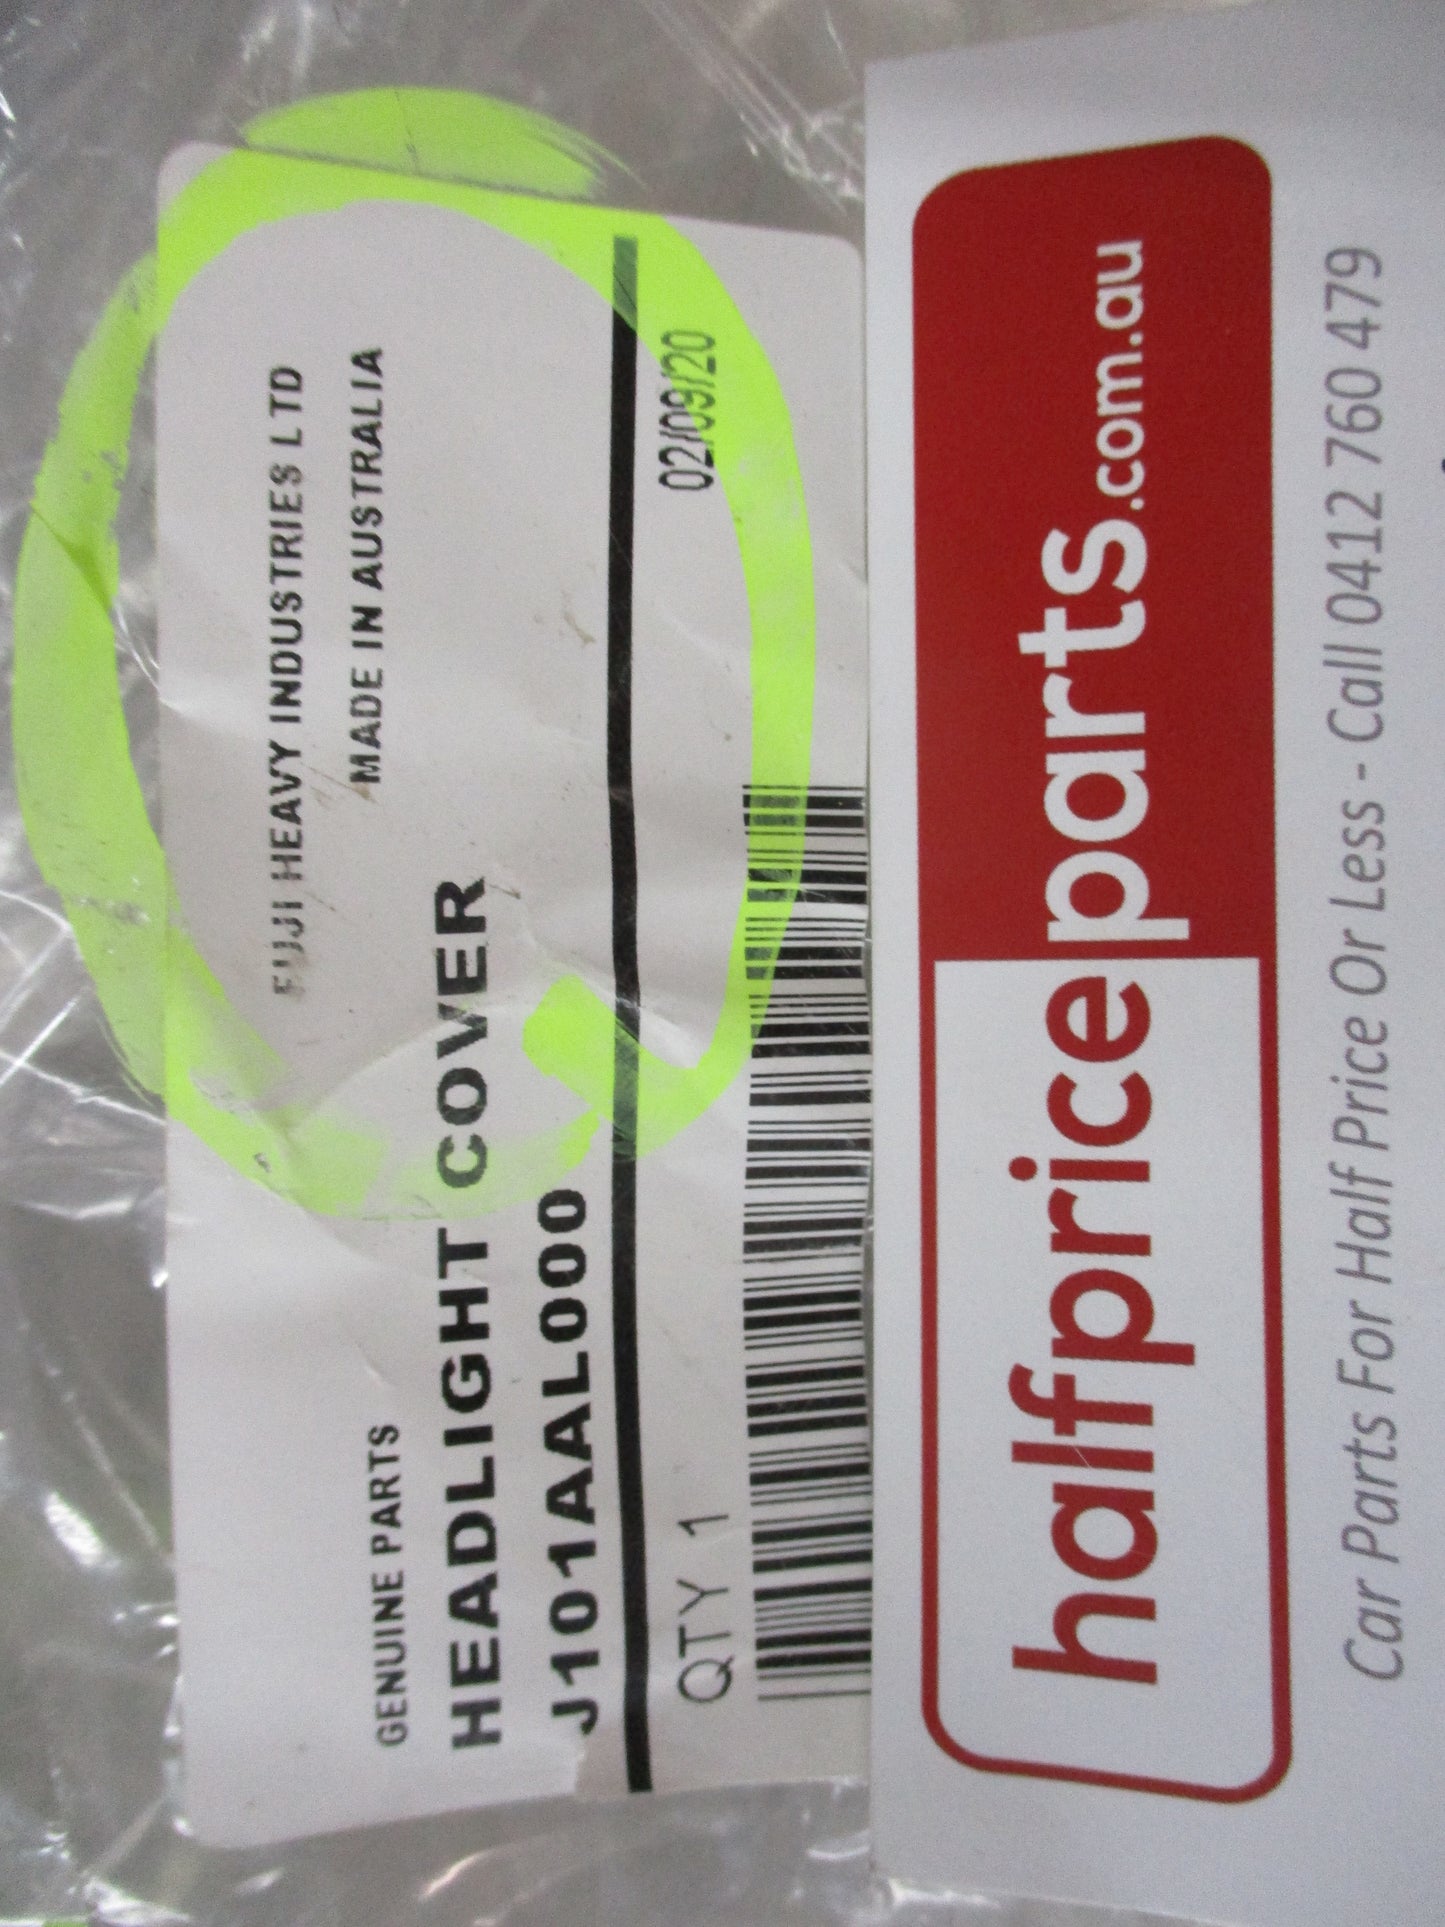 FUJI HEAVY INDUSTRIES LTD
MADE IN AUSTRALIA
GENUINE PARTS
HEADLIGHT COVER
J101AAL000
QTY 1
02/09/20
halfpriceparts.com.au
Car Parts For Half Price Or Less - Call 0412 760 479